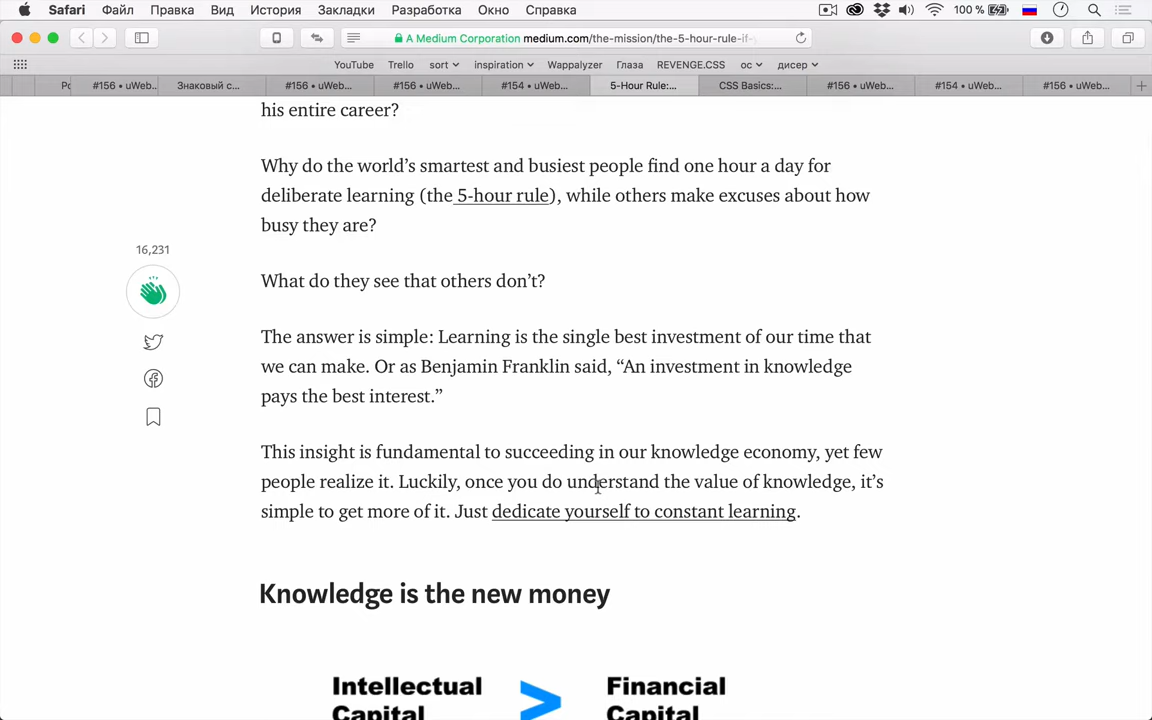 Safari Файл Правка Вид История Закладки Разработка Окно Справка 100 %
A Medium Corporation medium.com/the-mission/the-5-hour-rule-if-
YouTube Trello sort inspiration Wappalyzer Глаза REVENGE.CSS ос дисер
Рс #156 • uWeb... Знаковый с... #156 • uWeb... #156 • uWeb... #154 • uWeb... 5-Hour Rule:... CSS Basics:... #156 • uWeb... #154 • uWeb... #156 • uWeb...
his entire career?
Why do the world’s smartest and busiest people find one hour a day for
deliberate learning (the 5-hour rule), while others make excuses about how
busy they are?
16,231
What do they see that others don’t?
The answer is simple: Learning is the single best investment of our time that
we can make. Or as Benjamin Franklin said, “An investment in knowledge
pays the best interest.”
This insight is fundamental to succeeding in our knowledge economy, yet few
people realize it. Luckily, once you do understand the value of knowledge, it’s
simple to get more of it. Just dedicate yourself to constant learning.
Knowledge is the new money
Intellectual > Financial
Capital Capital